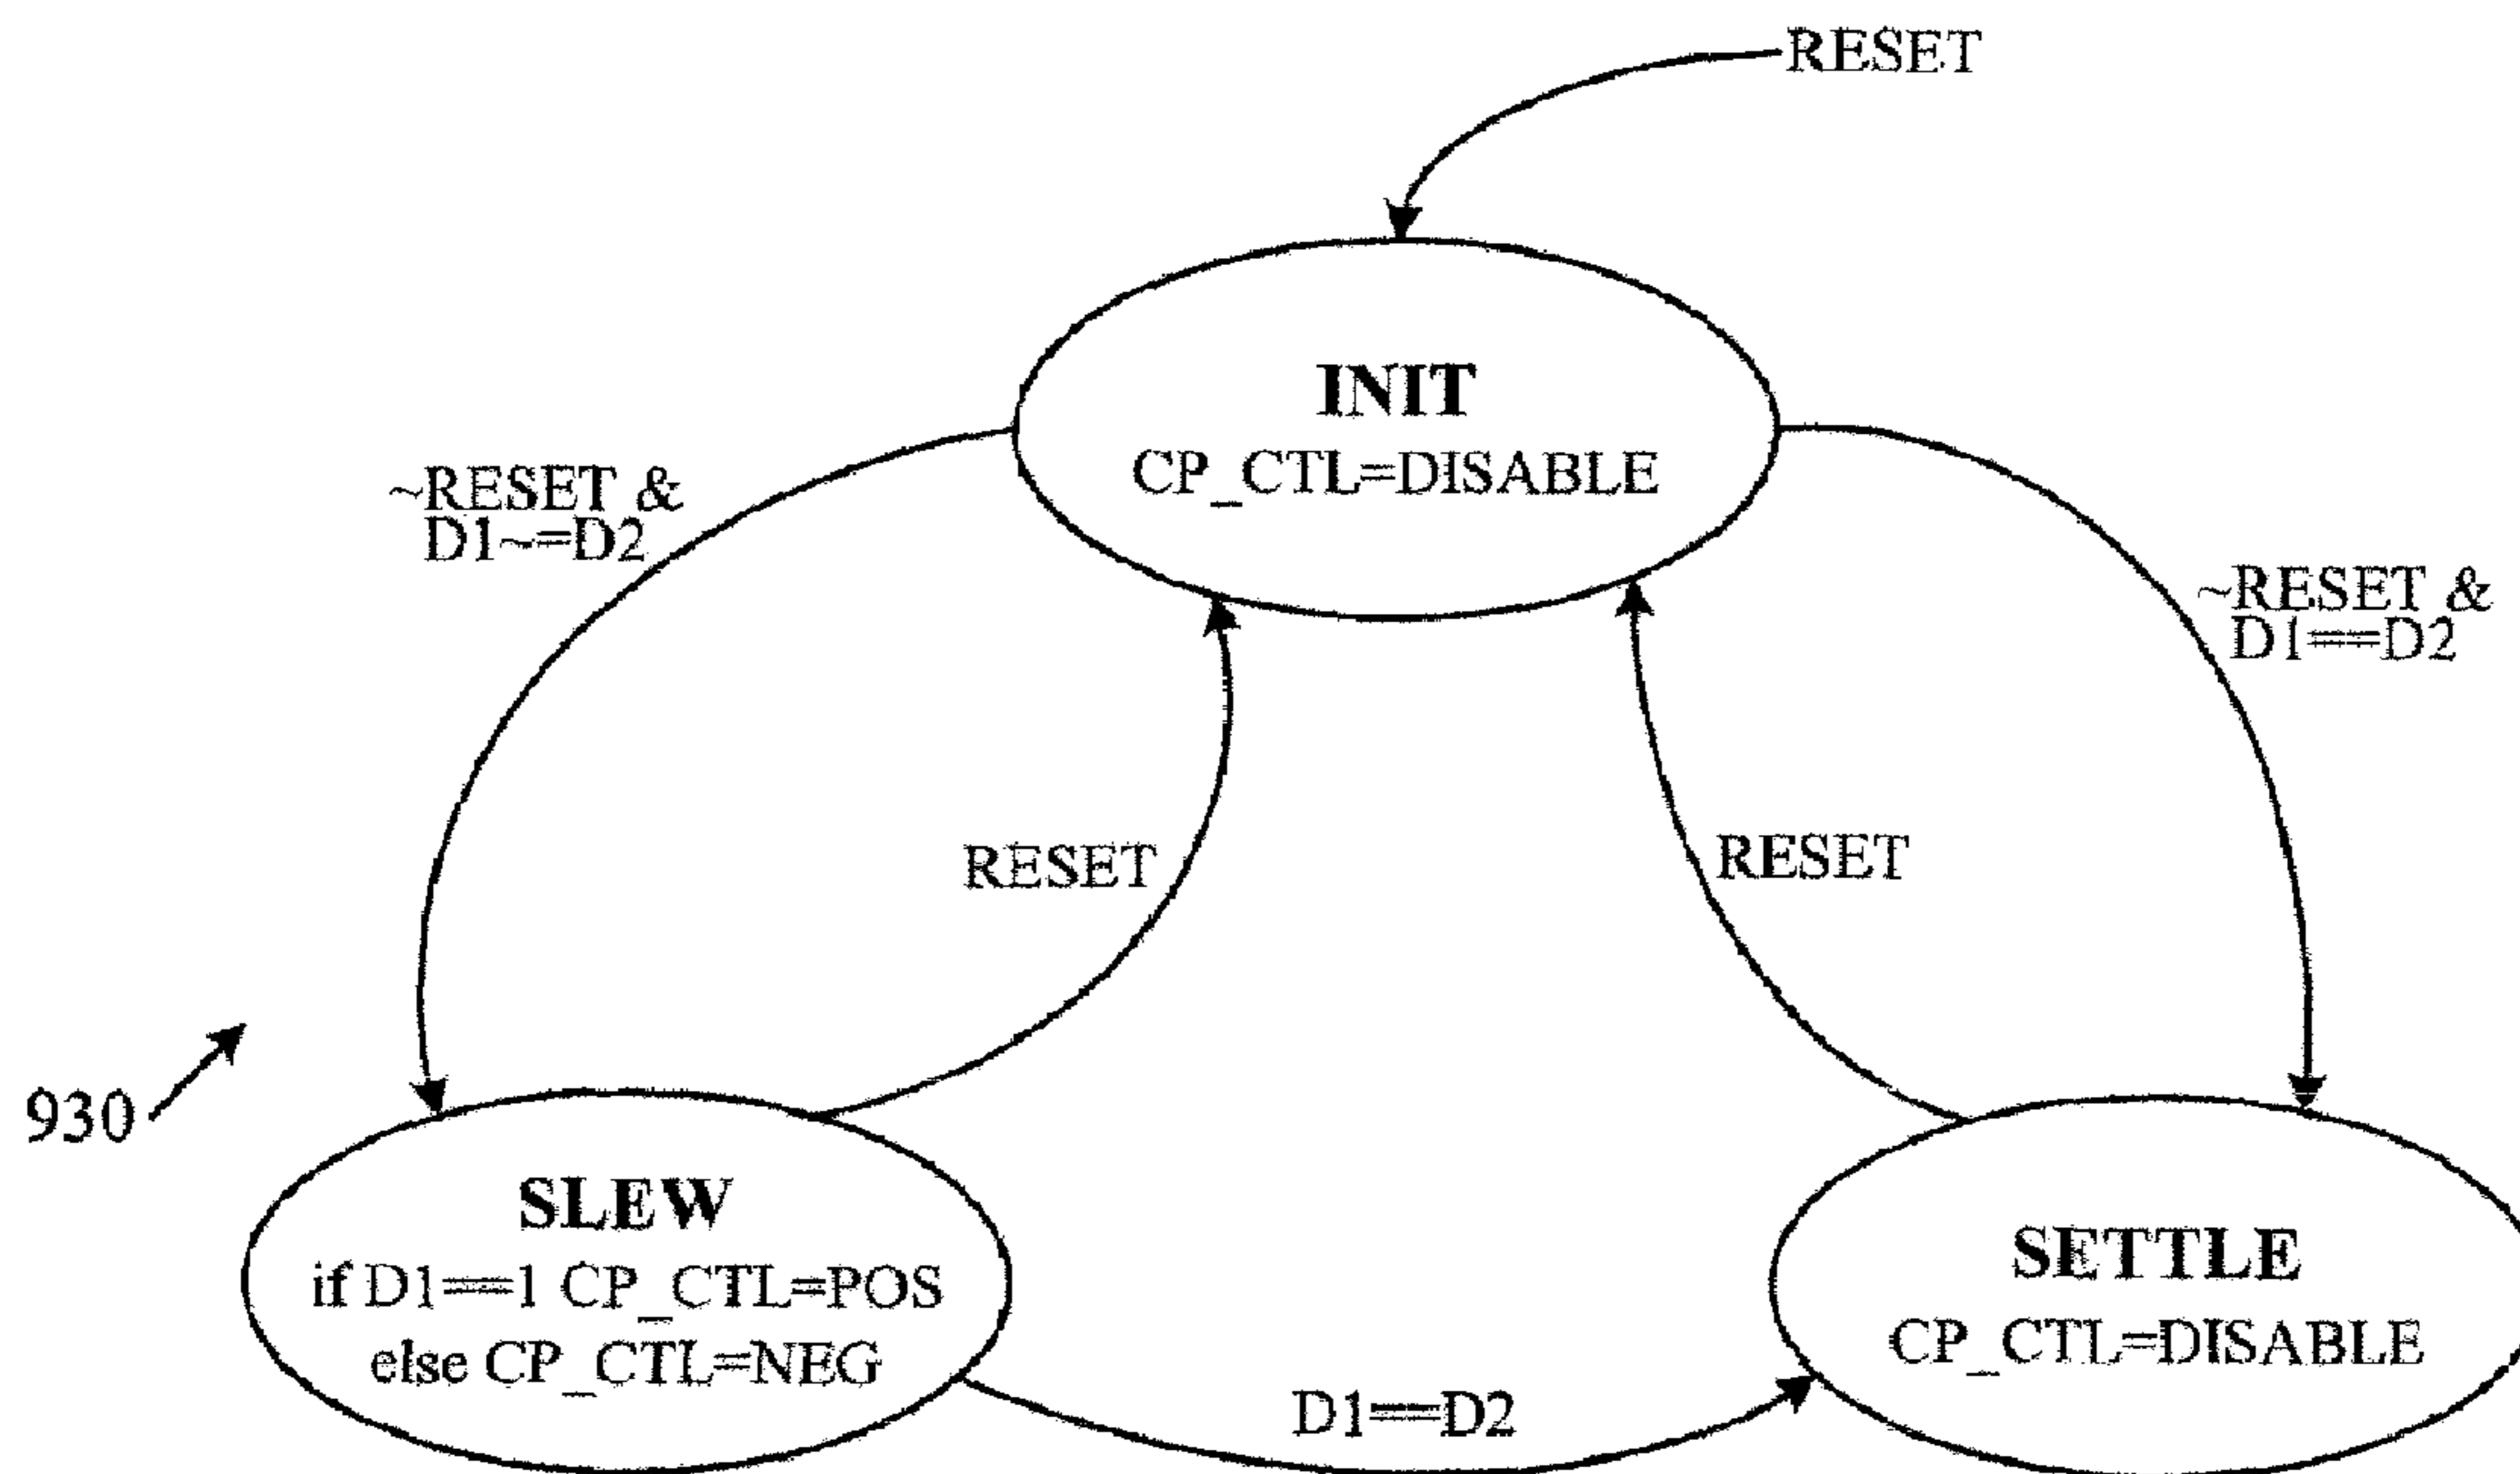 RESET
INIT
CP_CTL=DISABLE
~RESET &
D1~=D2
~RESET &
D1==D2
RESET
RESET
930
SLEW
if D1==1 CP_CTL=POS
else CP_CTL=NEG
SETTLE
CP_CTL=DISABLE
D1==D2